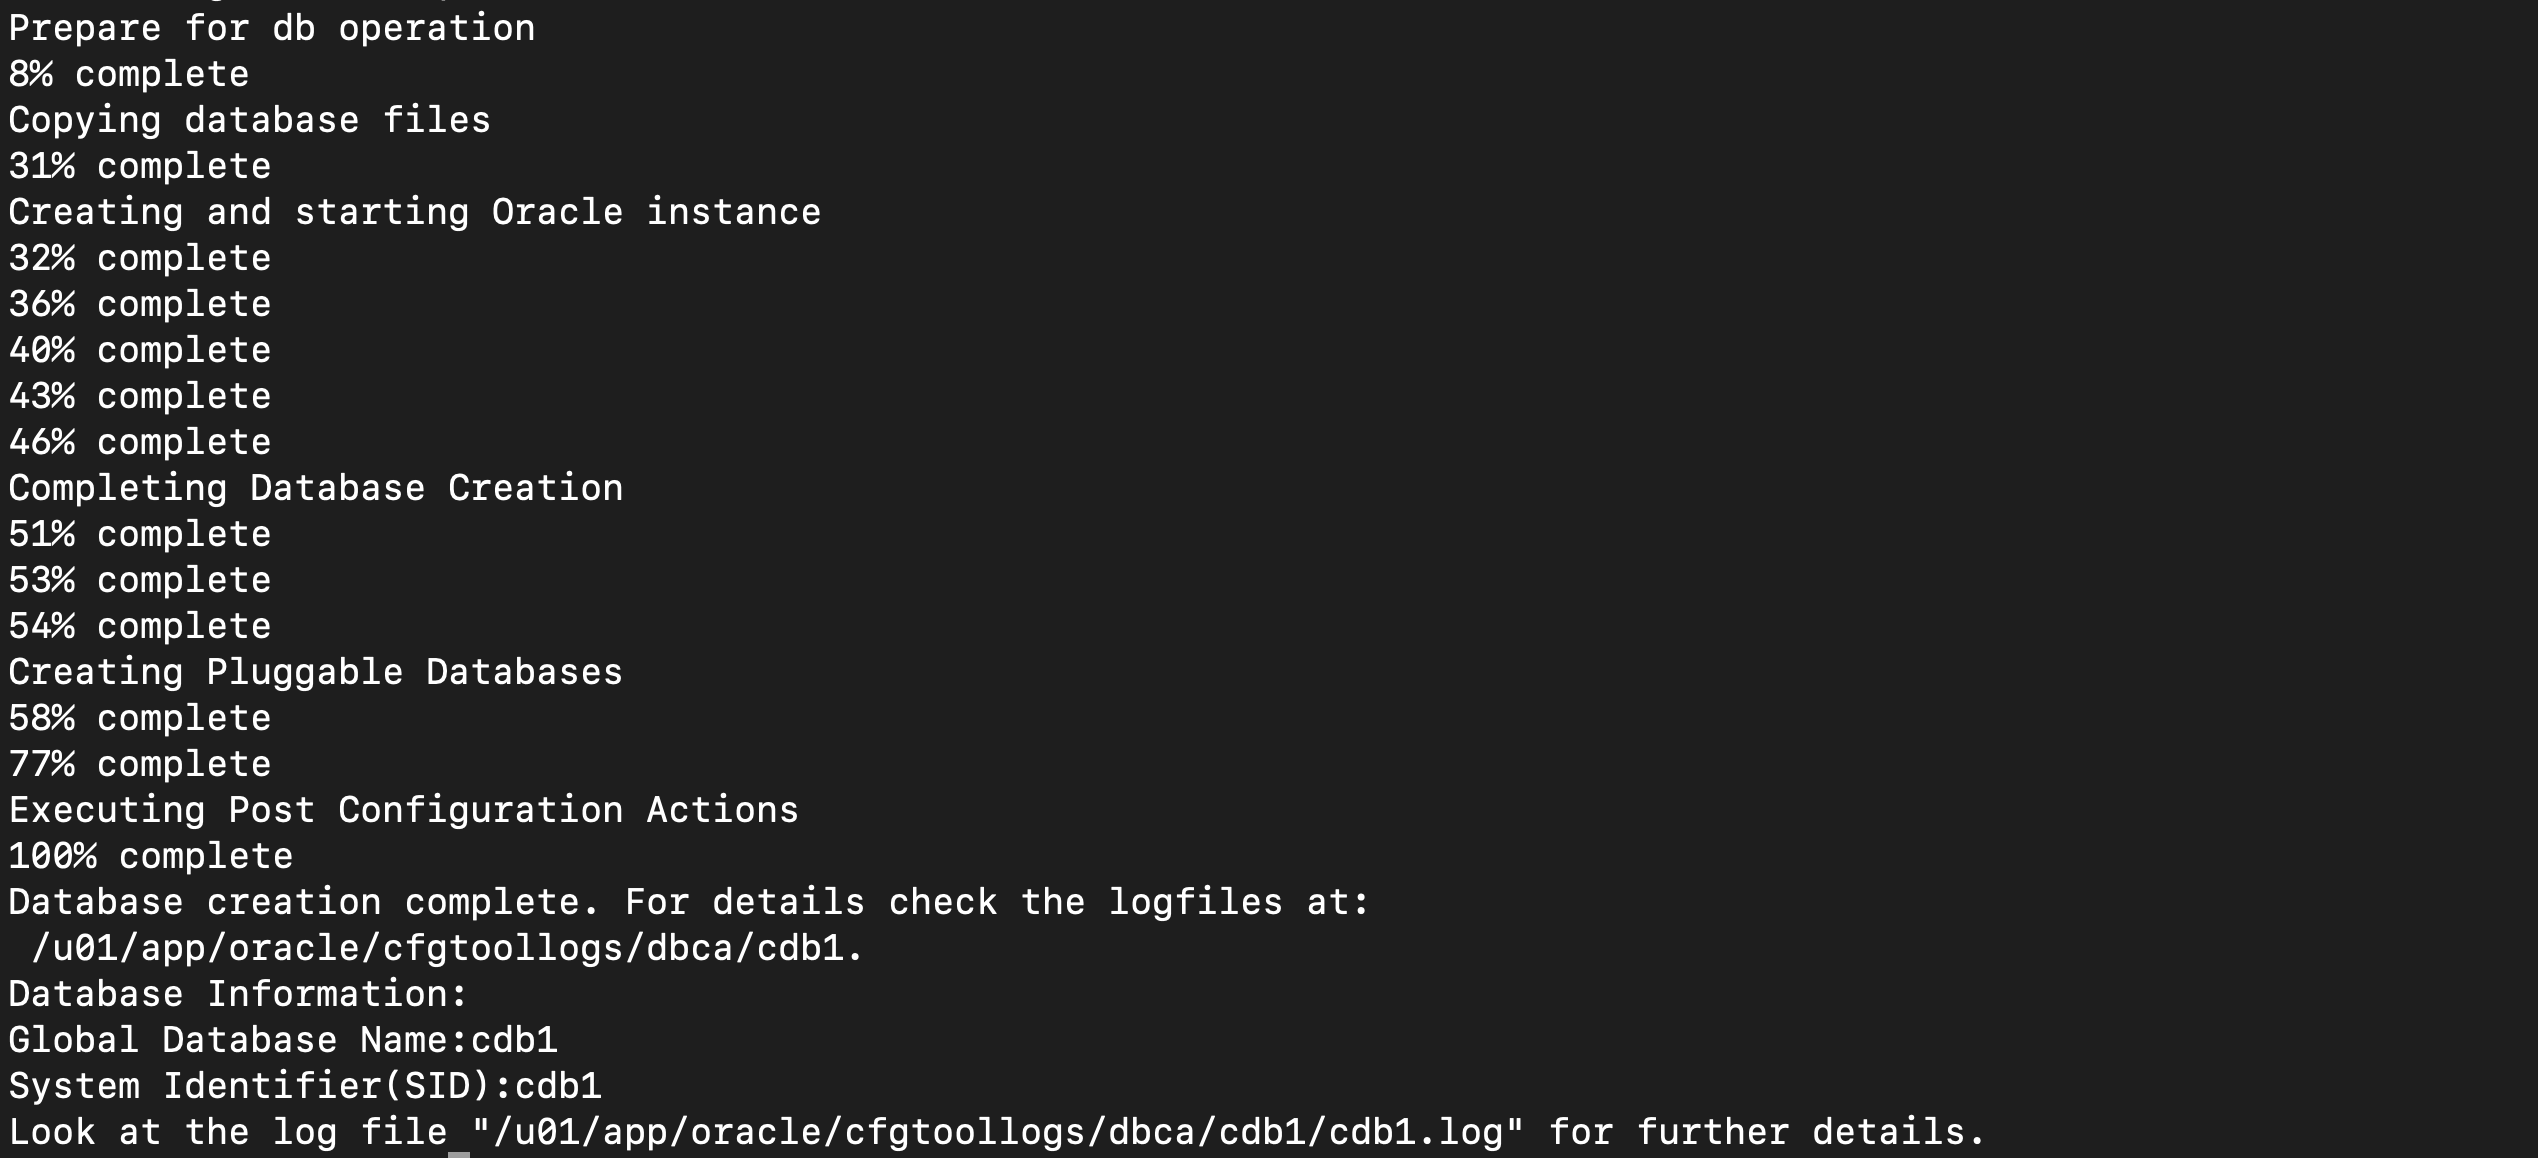 Prepare for db operation
8% complete
Copying database files
31% complete
Creating and starting Oracle instance
32% complete
36% complete
40% complete
43% complete
46% complete
Completing Database Creation
51% complete
53% complete
54% complete
Creating Pluggable Databases
58% complete
77% complete
Executing Post Configuration Actions
100% complete
Database creation complete. For details check the logfiles at:
 /u01/app/oracle/cfgtoollogs/dbca/cdb1.
Database Information:
Global Database Name:cdb1
System Identifier(SID):cdb1
Look at the log file "/u01/app/oracle/cfgtoollogs/dbca/cdb1/cdb1.log" for further details.